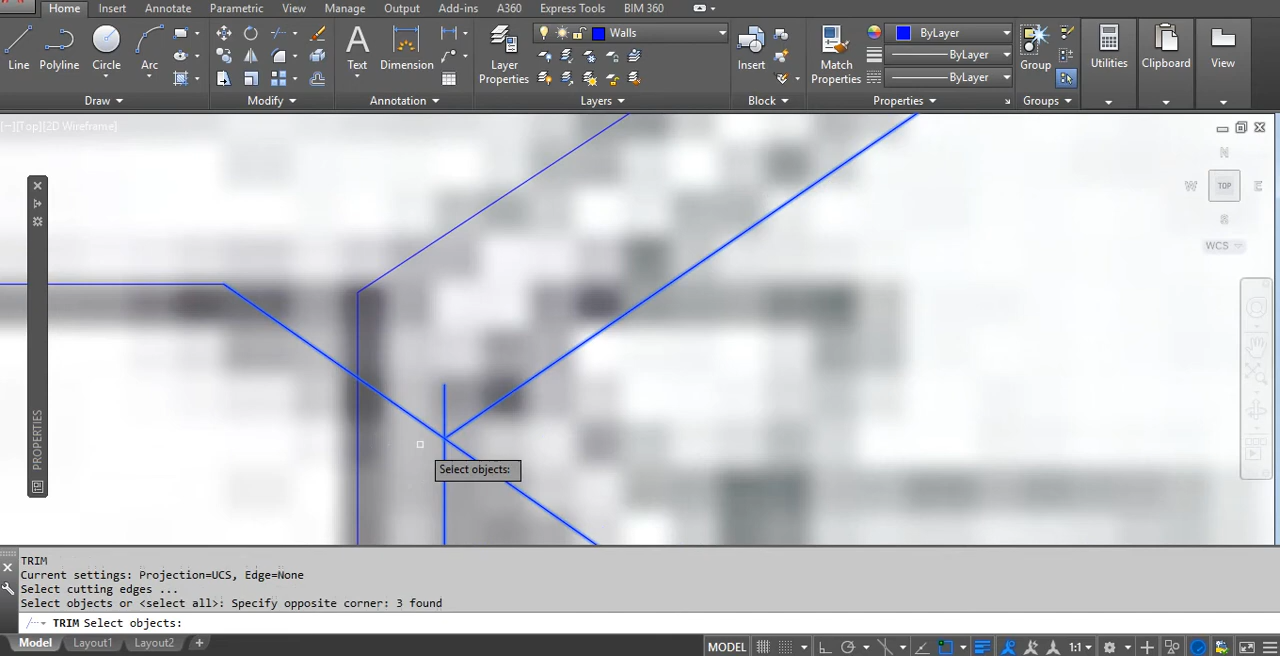 Home Insert Annotate Parametric View Manage Output Add-ins A360 Express Tools BIM 360
Walls
ByLayer
ByLayer
ByLayer
Line Polyline Circle Arc
Text Dimension
Layer Properties
Insert
Match Properties
Group
Utilities
Clipboard
View
Draw Modify Annotation Layers Block Properties Groups
[−][Top][2D Wireframe]
N
W TOP E
S
WCS
PROPERTIES
Select objects:
TRIM
Current settings: Projection=UCS, Edge=None
Select cutting edges ...
Select objects or <select all>: Specify opposite corner: 3 found
TRIM Select objects:
Model Layout1 Layout2 +
MODEL 1:1